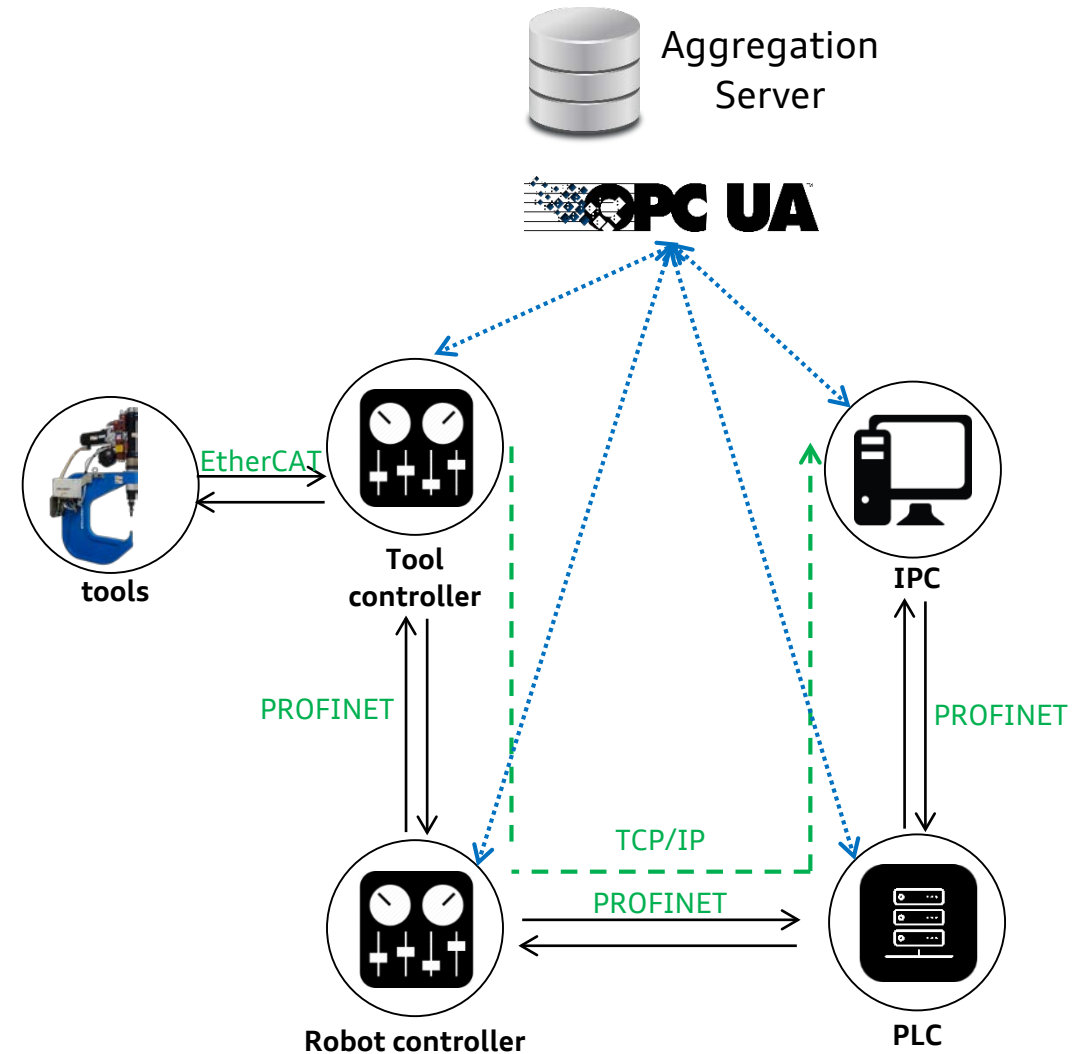 Aggregation
Server
OPC UA
EtherCAT
tools
Tool
controller
IPC
PROFINET
PROFINET
TCP/IP
PROFINET
Robot controller
PLC